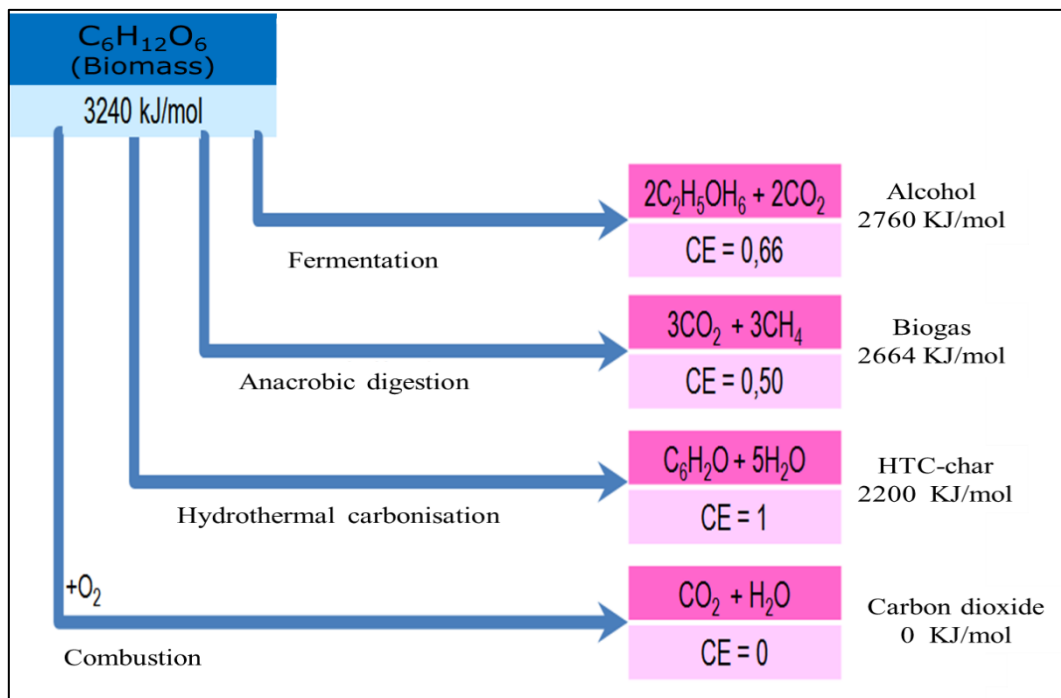 C₆H₁₂O₆
(Biomass)
3240 kJ/mol
2C₂H₅OH₆ + 2CO₂
CE = 0,66
Alcohol
2760 KJ/mol
Fermentation
3CO₂ + 3CH₄
CE = 0,50
Biogas
2664 KJ/mol
Anacrobic digestion
C₆H₂O + 5H₂O
CE = 1
HTC-char
2200 KJ/mol
Hydrothermal carbonisation
+O₂
CO₂ + H₂O
CE = 0
Carbon dioxide
0 KJ/mol
Combustion